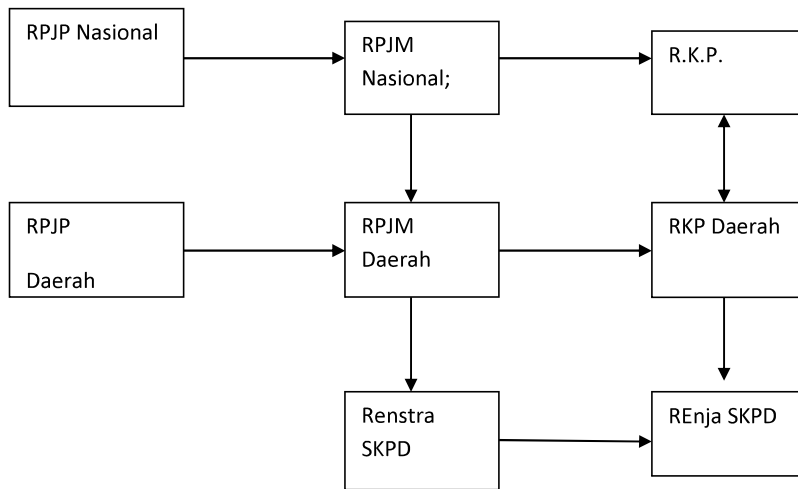 RPJP Nasional
RPJM
Nasional;
R.K.P.
RPJP
Daerah
RPJM
Daerah
RKP Daerah
Renstra
SKPD
REnja SKPD